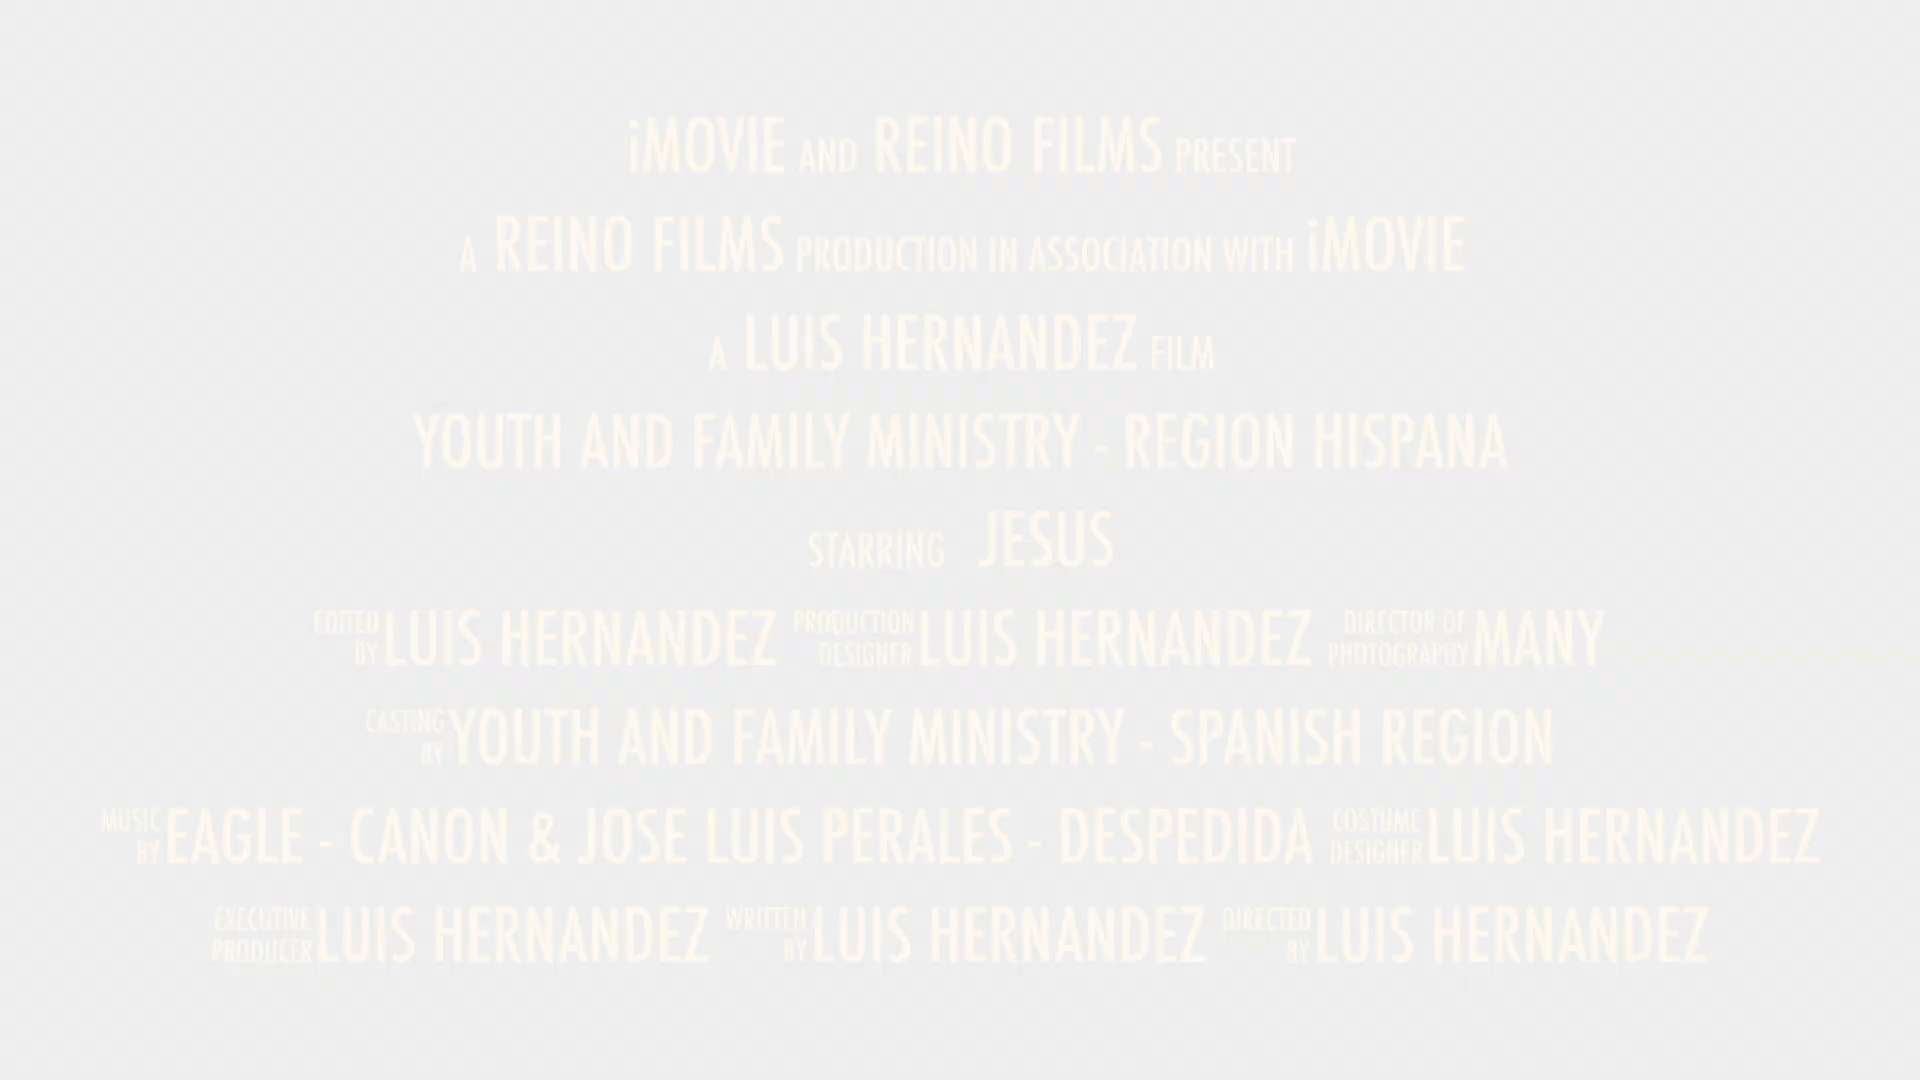 iMOVIE AND REINO FILMS PRESENT
A REINO FILMS PRODUCTION IN ASSOCIATION WITH iMOVIE
A LUIS HERNANDEZ FILM
YOUTH AND FAMILY MINISTRY - REGION HISPANA
STARRING JESUS
EDITED BY LUIS HERNANDEZ PRODUCTION DESIGNER LUIS HERNANDEZ DIRECTOR OF PHOTOGRAPHY MANY
CASTING BY YOUTH AND FAMILY MINISTRY - SPANISH REGION
MUSIC BY EAGLE - CANON & JOSE LUIS PERALES - DESPEDIDA COSTUME DESIGNER LUIS HERNANDEZ
EXECUTIVE PRODUCER LUIS HERNANDEZ WRITTEN BY LUIS HERNANDEZ DIRECTED BY LUIS HERNANDEZ